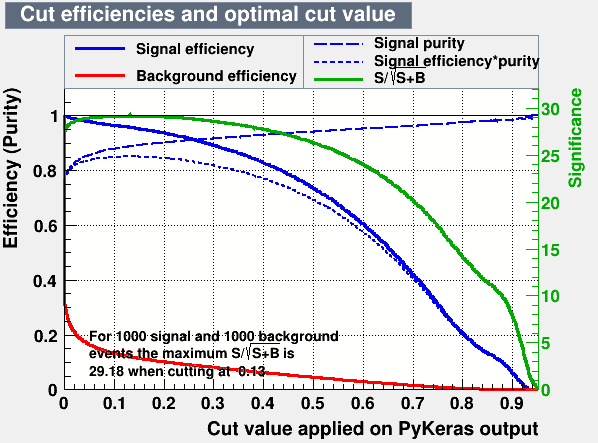 Cut efficiencies and optimal cut value
Signal efficiency
Background efficiency
Signal purity
Signal efficiency*purity
S/√S+B
Efficiency (Purity)
1
0.8
0.6
0.4
0.2
0
Significance
30
25
20
15
10
5
0
For 1000 signal and 1000 background
events the maximum S/√S+B is
29.18 when cutting at 0.13
0 0.1 0.2 0.3 0.4 0.5 0.6 0.7 0.8 0.9
Cut value applied on PyKeras output